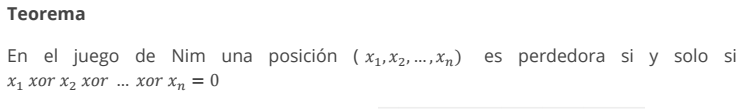 Teorema
En el juego de Nim una posición ( x₁, x₂, ..., xₙ) es perdedora si y solo si
x₁ xor x₂ xor ... xor xₙ = 0